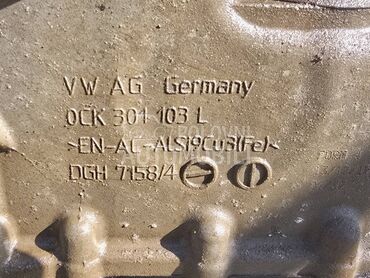 VW AG Germany
0CK 301 103 L
>EN-AC-ALSI9Cu3(Fe)<
DGH 7158/4